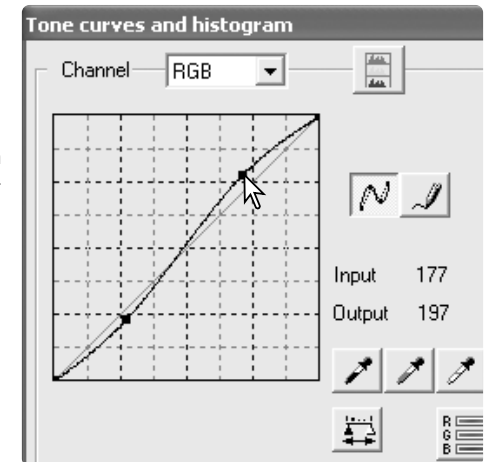 Tone curves and histogram
Channel RGB
Input 177
Output 197
R
G
B